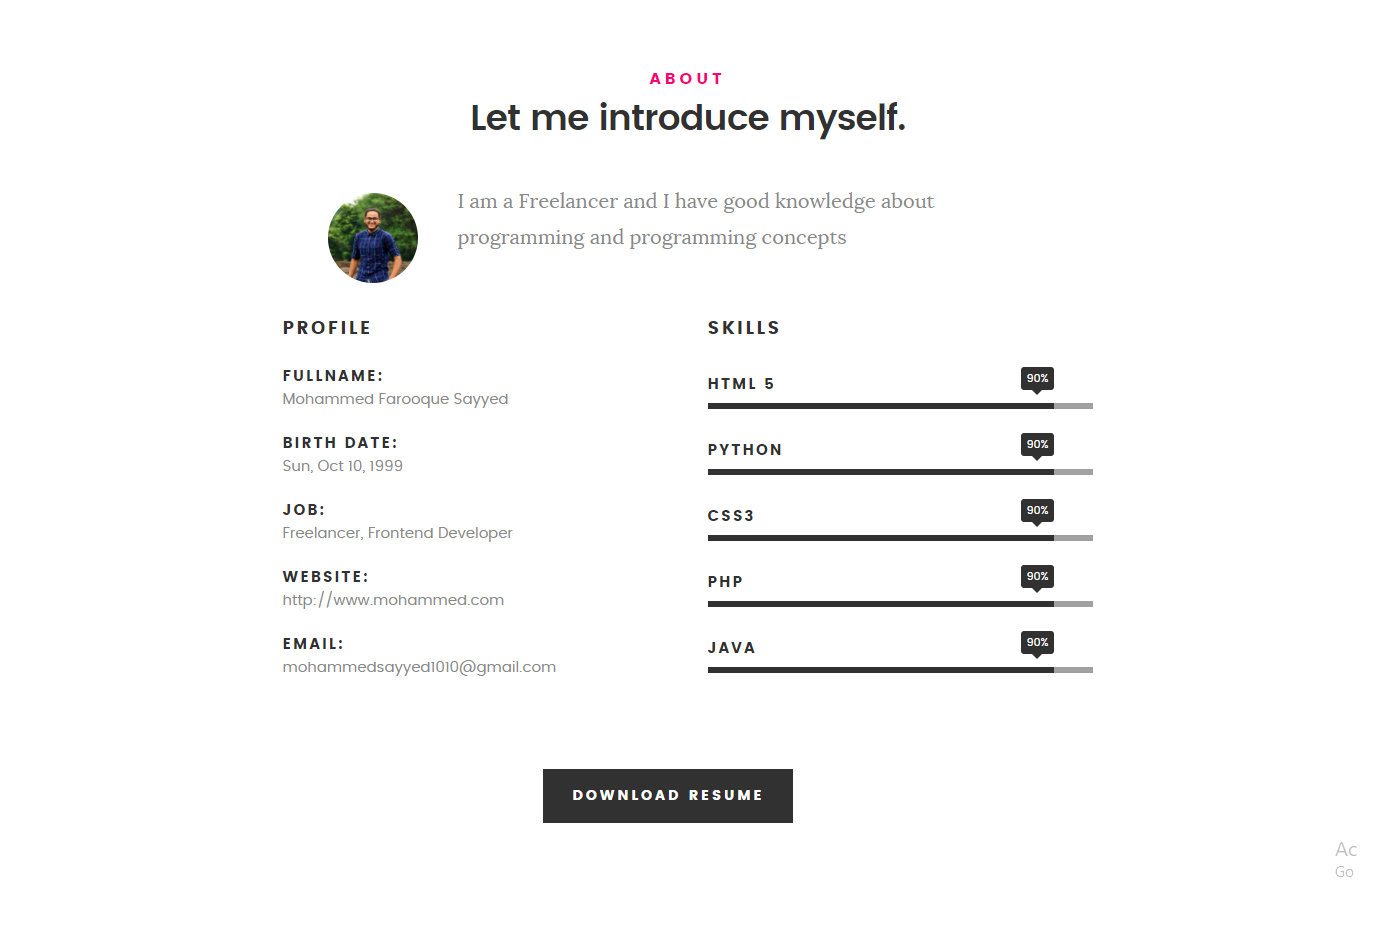 ABOUT
Let me introduce myself.
I am a Freelancer and I have good knowledge about
programming and programming concepts
PROFILE
FULLNAME:
Mohammed Farooque Sayyed
BIRTH DATE:
Sun, Oct 10, 1999
JOB:
Freelancer, Frontend Developer
WEBSITE:
http://www.mohammed.com
EMAIL:
mohammedsayyed1010@gmail.com
SKILLS
HTML 5 90%
PYTHON 90%
CSS3 90%
PHP 90%
JAVA 90%
DOWNLOAD RESUME
Ac
Go